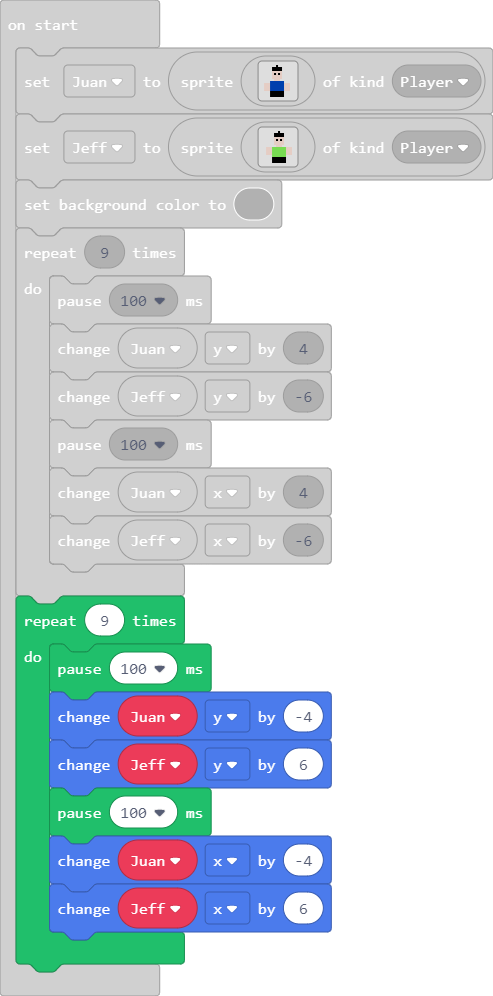 on start
set Juan to sprite of kind Player
set Jeff to sprite of kind Player
set background color to
repeat 9 times
do
pause 100 ms
change Juan y by 4
change Jeff y by -6
pause 100 ms
change Juan x by 4
change Jeff x by -6
repeat 9 times
do
pause 100 ms
change Juan y by -4
change Jeff y by 6
pause 100 ms
change Juan x by -4
change Jeff x by 6